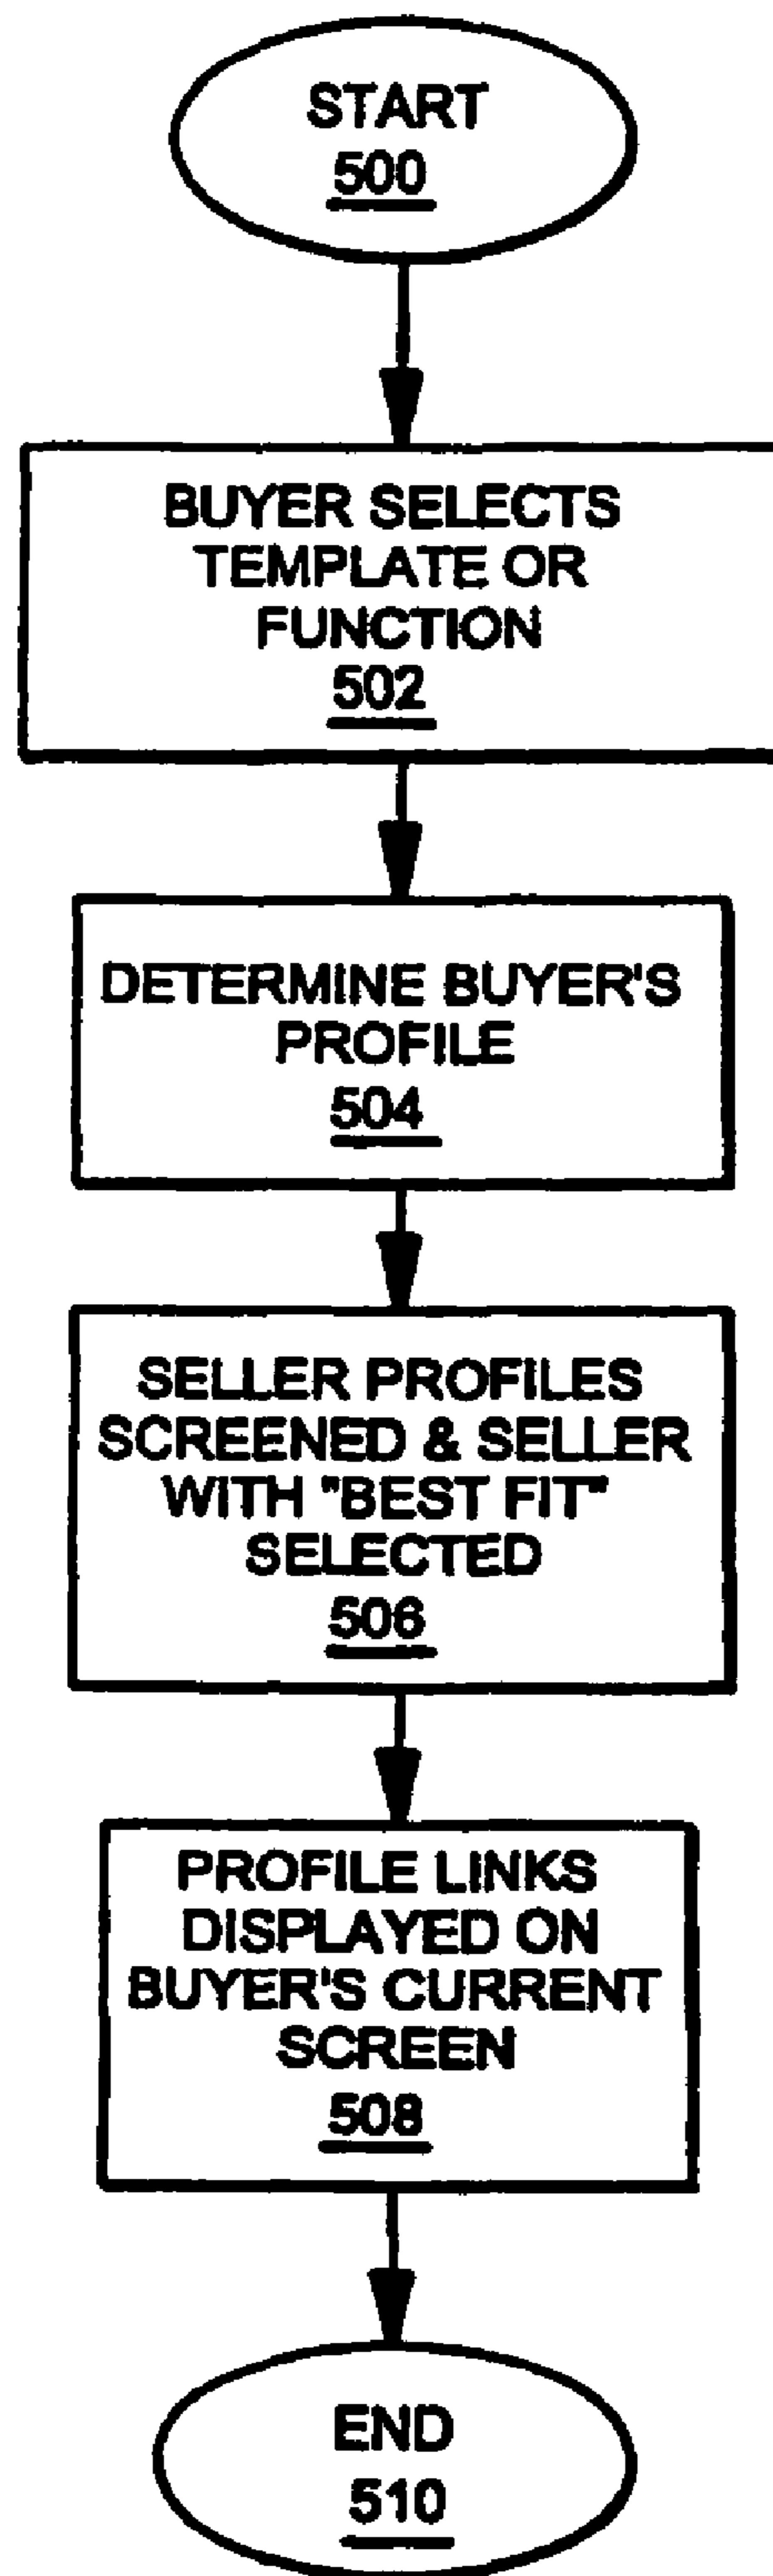 START
500
BUYER SELECTS
TEMPLATE OR
FUNCTION
502
DETERMINE BUYER'S
PROFILE
504
SELLER PROFILES
SCREENED & SELLER
WITH "BEST FIT"
SELECTED
506
PROFILE LINKS
DISPLAYED ON
BUYER'S CURRENT
SCREEN
508
END
510